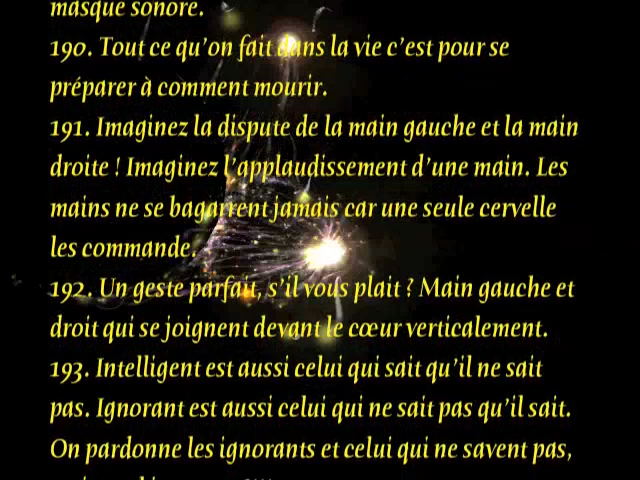 masque sonore.
190. Tout ce qu’on fait dans la vie c’est pour se
préparer à comment mourir.
191. Imaginez la dispute de la main gauche et la main
droite ! Imaginez l’applaudissement d’une main. Les
mains ne se bagarrent jamais car une seule cervelle
les commande.
192. Un geste parfait, s’il vous plait ? Main gauche et
droit qui se joignent devant le cœur verticalement.
193. Intelligent est aussi celui qui sait qu’il ne sait
pas. Ignorant est aussi celui qui ne sait pas qu’il sait.
On pardonne les ignorants et celui qui ne savent pas,